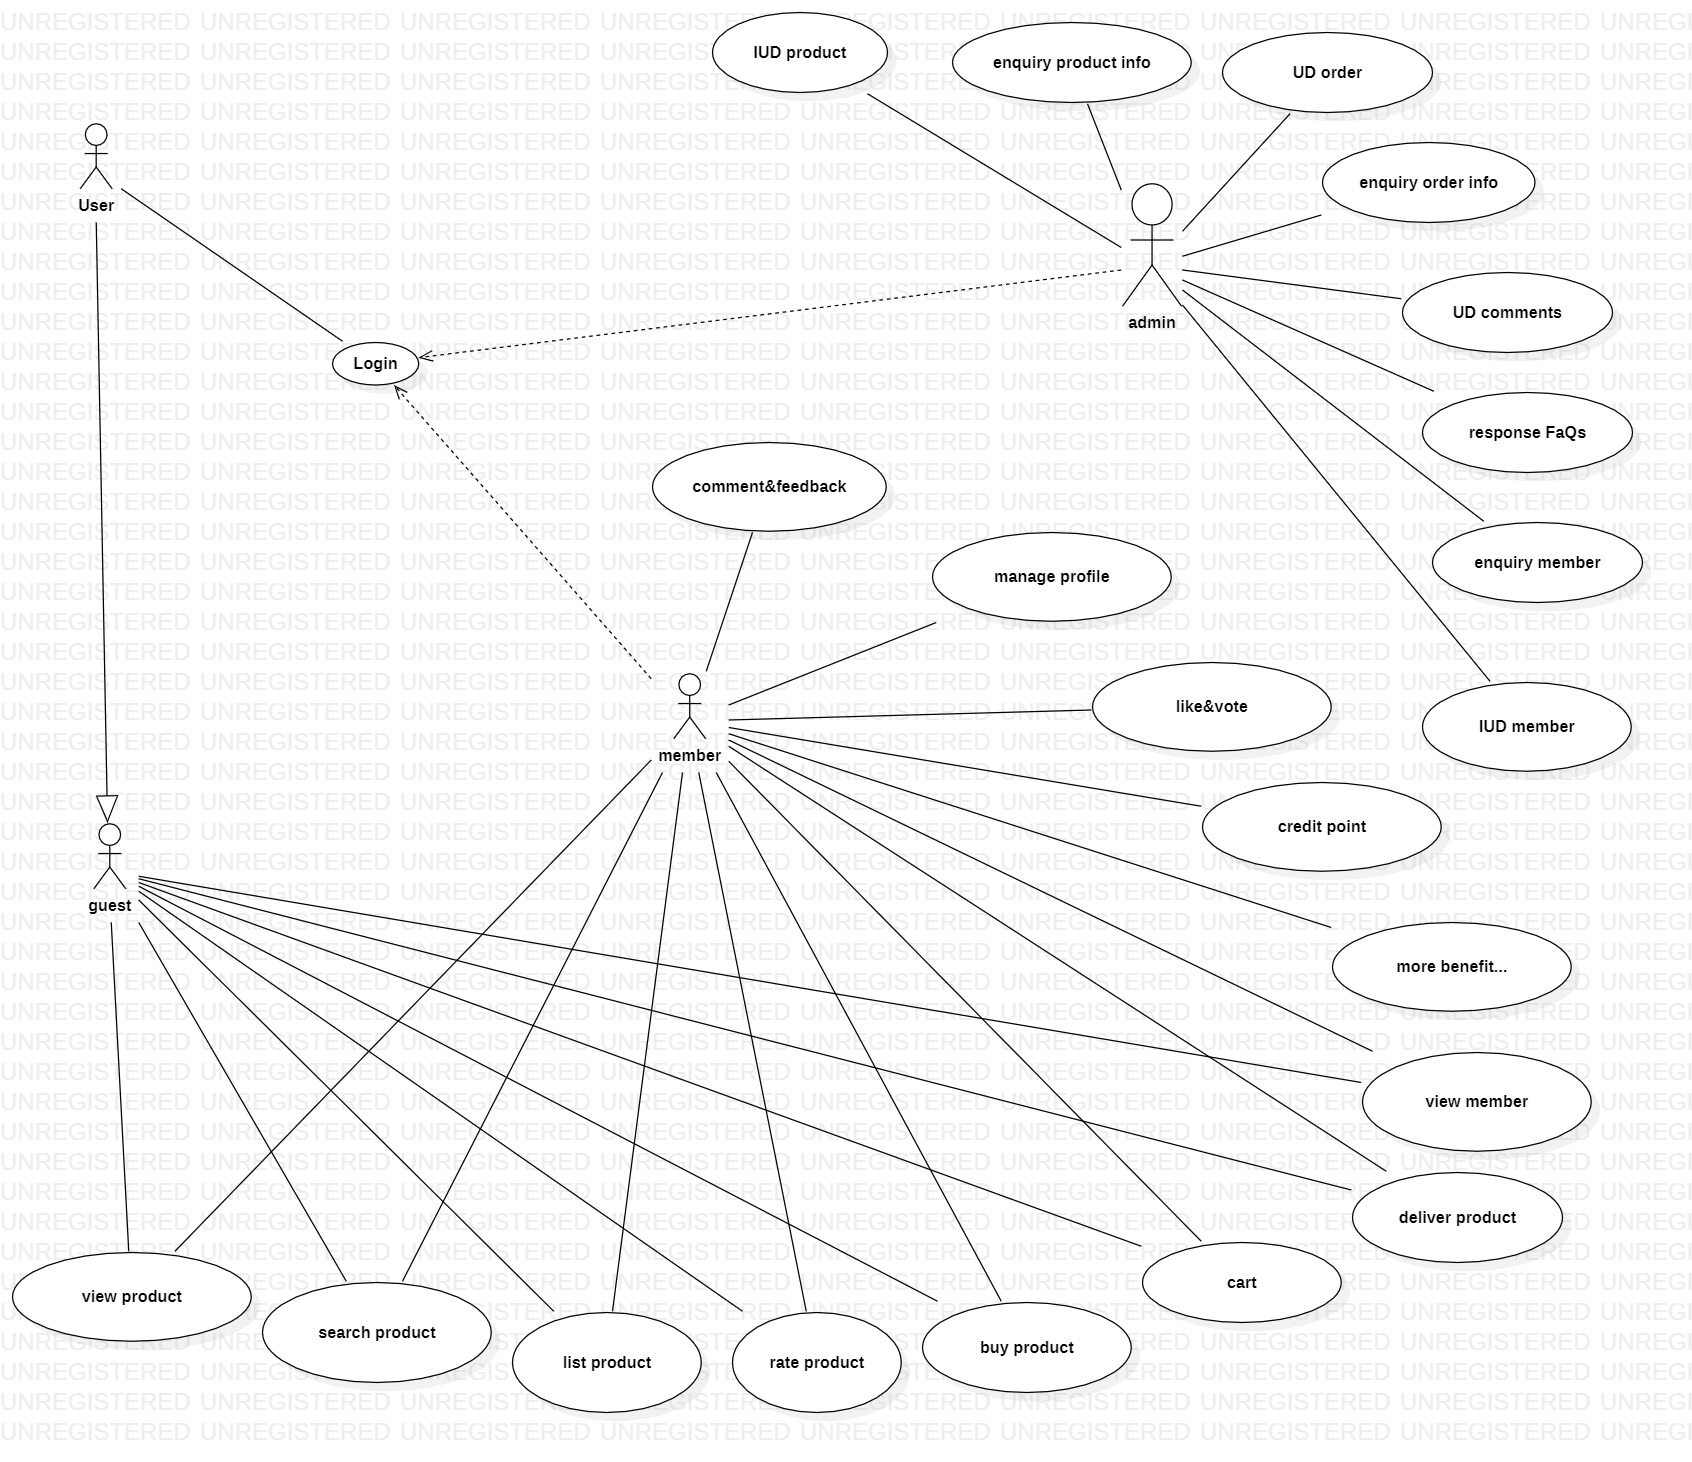 UNREGISTERED UNREGISTERED UNREGISTERED UNREGISTERED UNREGISTERED UNREGISTERED UNREGISTERED UNREGISTERED UNREGI
IUD product
enquiry product info
UD order
enquiry order info
User
admin
UD comments
Login
response FaQs
comment&feedback
enquiry member
manage profile
like&vote
IUD member
member
credit point
guest
more benefit...
view member
deliver product
cart
view product
search product
buy product
list product
rate product